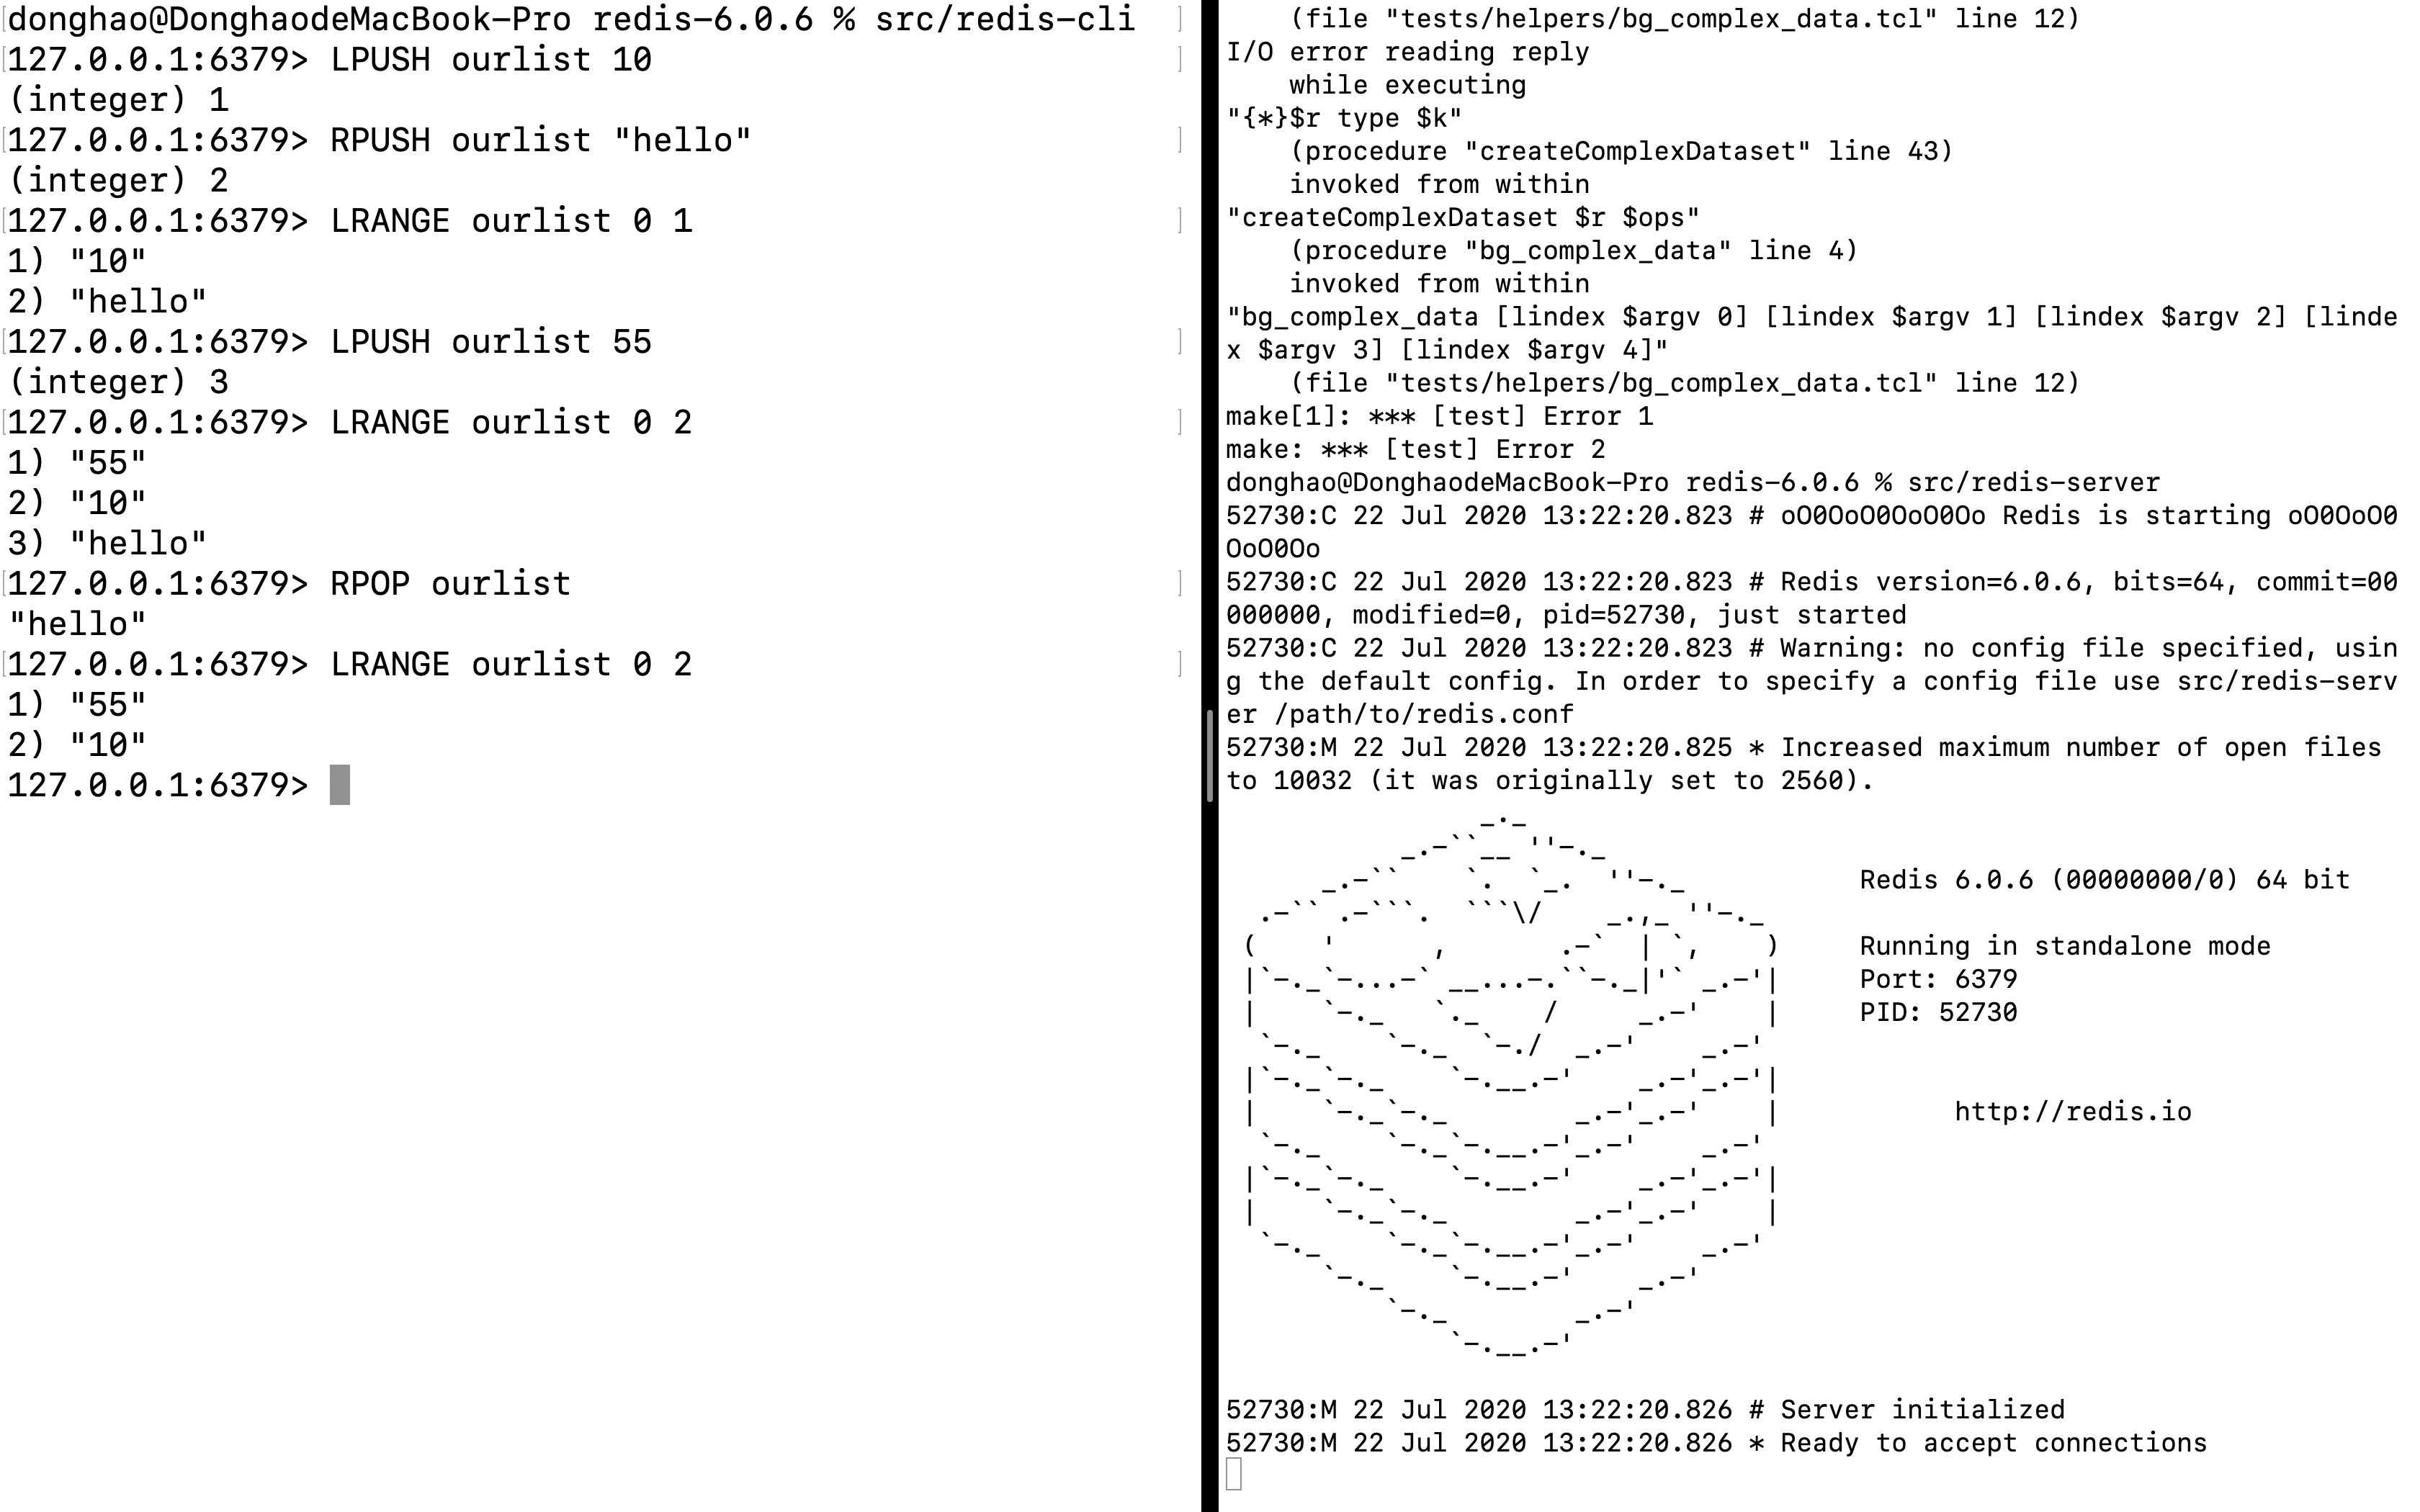 donghao@DonghaodeMacBook-Pro redis-6.0.6 % src/redis-cli
127.0.0.1:6379> LPUSH ourlist 10
(integer) 1
127.0.0.1:6379> RPUSH ourlist "hello"
(integer) 2
127.0.0.1:6379> LRANGE ourlist 0 1
1) "10"
2) "hello"
127.0.0.1:6379> LPUSH ourlist 55
(integer) 3
127.0.0.1:6379> LRANGE ourlist 0 2
1) "55"
2) "10"
3) "hello"
127.0.0.1:6379> RPOP ourlist
"hello"
127.0.0.1:6379> LRANGE ourlist 0 2
1) "55"
2) "10"
127.0.0.1:6379>
(file "tests/helpers/bg_complex_data.tcl" line 12)
I/O error reading reply
while executing
"{*}$r type $k"
(procedure "createComplexDataset" line 43)
invoked from within
"createComplexDataset $r $ops"
(procedure "bg_complex_data" line 4)
invoked from within
"bg_complex_data [lindex $argv 0] [lindex $argv 1] [lindex $argv 2] [linde
x $argv 3] [lindex $argv 4]"
(file "tests/helpers/bg_complex_data.tcl" line 12)
make[1]: *** [test] Error 1
make: *** [test] Error 2
donghao@DonghaodeMacBook-Pro redis-6.0.6 % src/redis-server
52730:C 22 Jul 2020 13:22:20.823 # oO0OoO0OoO0Oo Redis is starting oO0OoO0
OoO0Oo
52730:C 22 Jul 2020 13:22:20.823 # Redis version=6.0.6, bits=64, commit=00
000000, modified=0, pid=52730, just started
52730:C 22 Jul 2020 13:22:20.823 # Warning: no config file specified, usin
g the default config. In order to specify a config file use src/redis-serv
er /path/to/redis.conf
52730:M 22 Jul 2020 13:22:20.825 * Increased maximum number of open files
to 10032 (it was originally set to 2560).
Redis 6.0.6 (00000000/0) 64 bit
Running in standalone mode
Port: 6379
PID: 52730
http://redis.io
52730:M 22 Jul 2020 13:22:20.826 # Server initialized
52730:M 22 Jul 2020 13:22:20.826 * Ready to accept connections